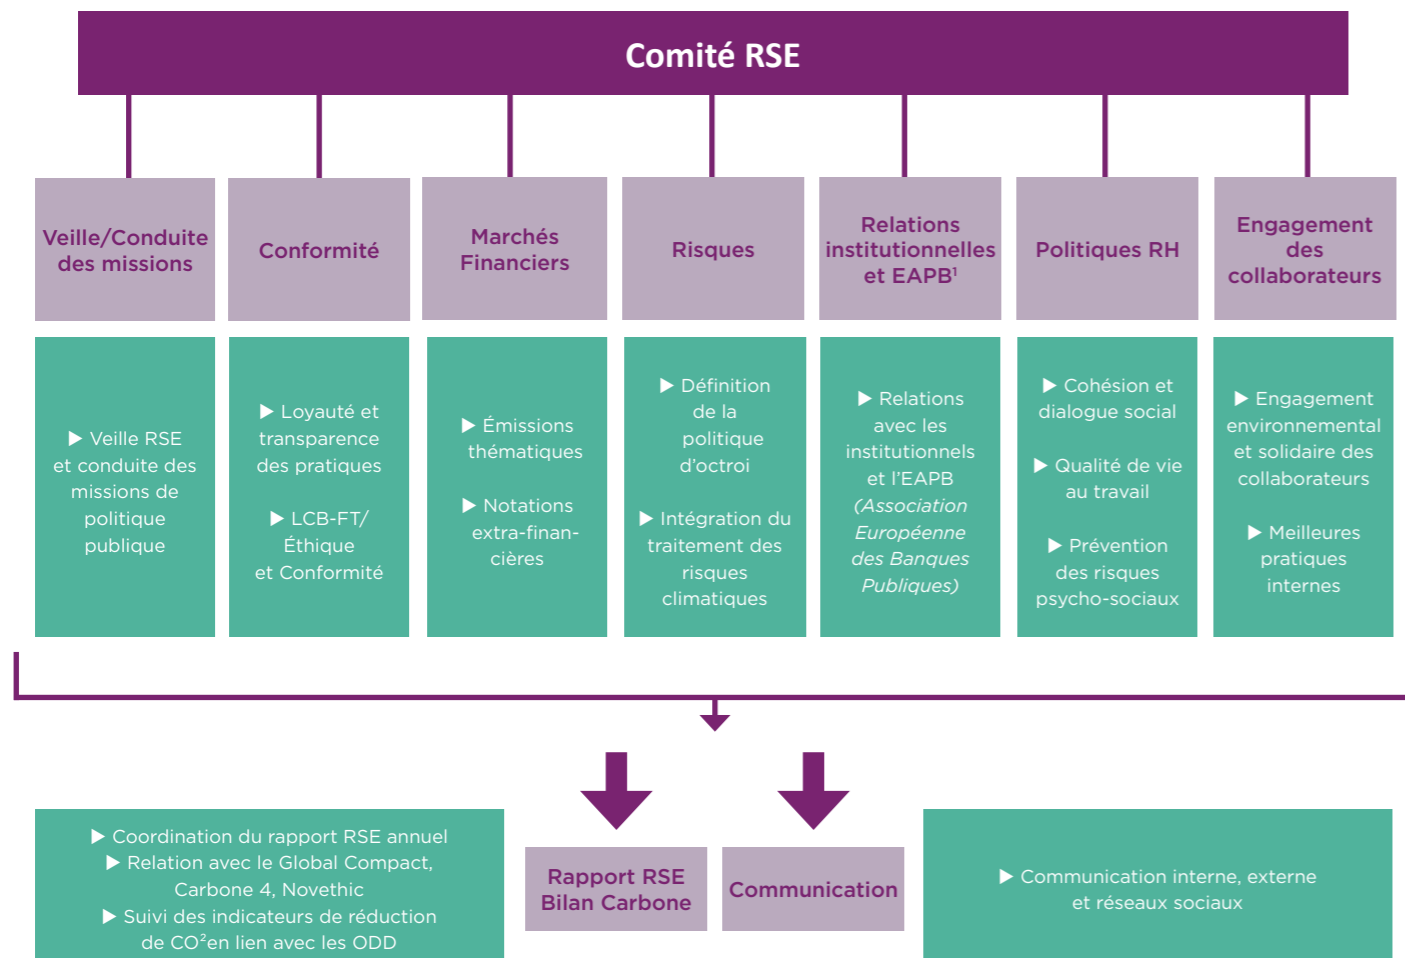 Comité RSE
Veille/Conduite
des missions
Conformité
Marchés
Financiers
Risques
Relations
institutionnelles
et EAPB¹
Politiques RH
Engagement
des
collaborateurs
▶ Veille RSE
et conduite des
missions de
politique
publique
▶ Loyauté et
transparence
des pratiques
▶ LCB-FT/
Éthique
et Conformité
▶ Émissions
thématiques
▶ Notations
extra-finan-
cières
▶ Définition
de la
politique
d’octroi
▶ Intégration du
traitement des
risques
climatiques
▶ Relations
avec les
institutionnels
et l’EAPB
(Association
Européenne
des Banques
Publiques)
▶ Cohésion et
dialogue social
▶ Qualité de vie
au travail
▶ Prévention
des risques
psycho-sociaux
▶ Engagement
environnemental
et solidaire des
collaborateurs
▶ Meilleures
pratiques
internes
▶ Coordination du rapport RSE annuel
▶ Relation avec le Global Compact,
Carbone 4, Novethic
▶ Suivi des indicateurs de réduction
de CO²en lien avec les ODD
Rapport RSE
Bilan Carbone
Communication
▶ Communication interne, externe
et réseaux sociaux